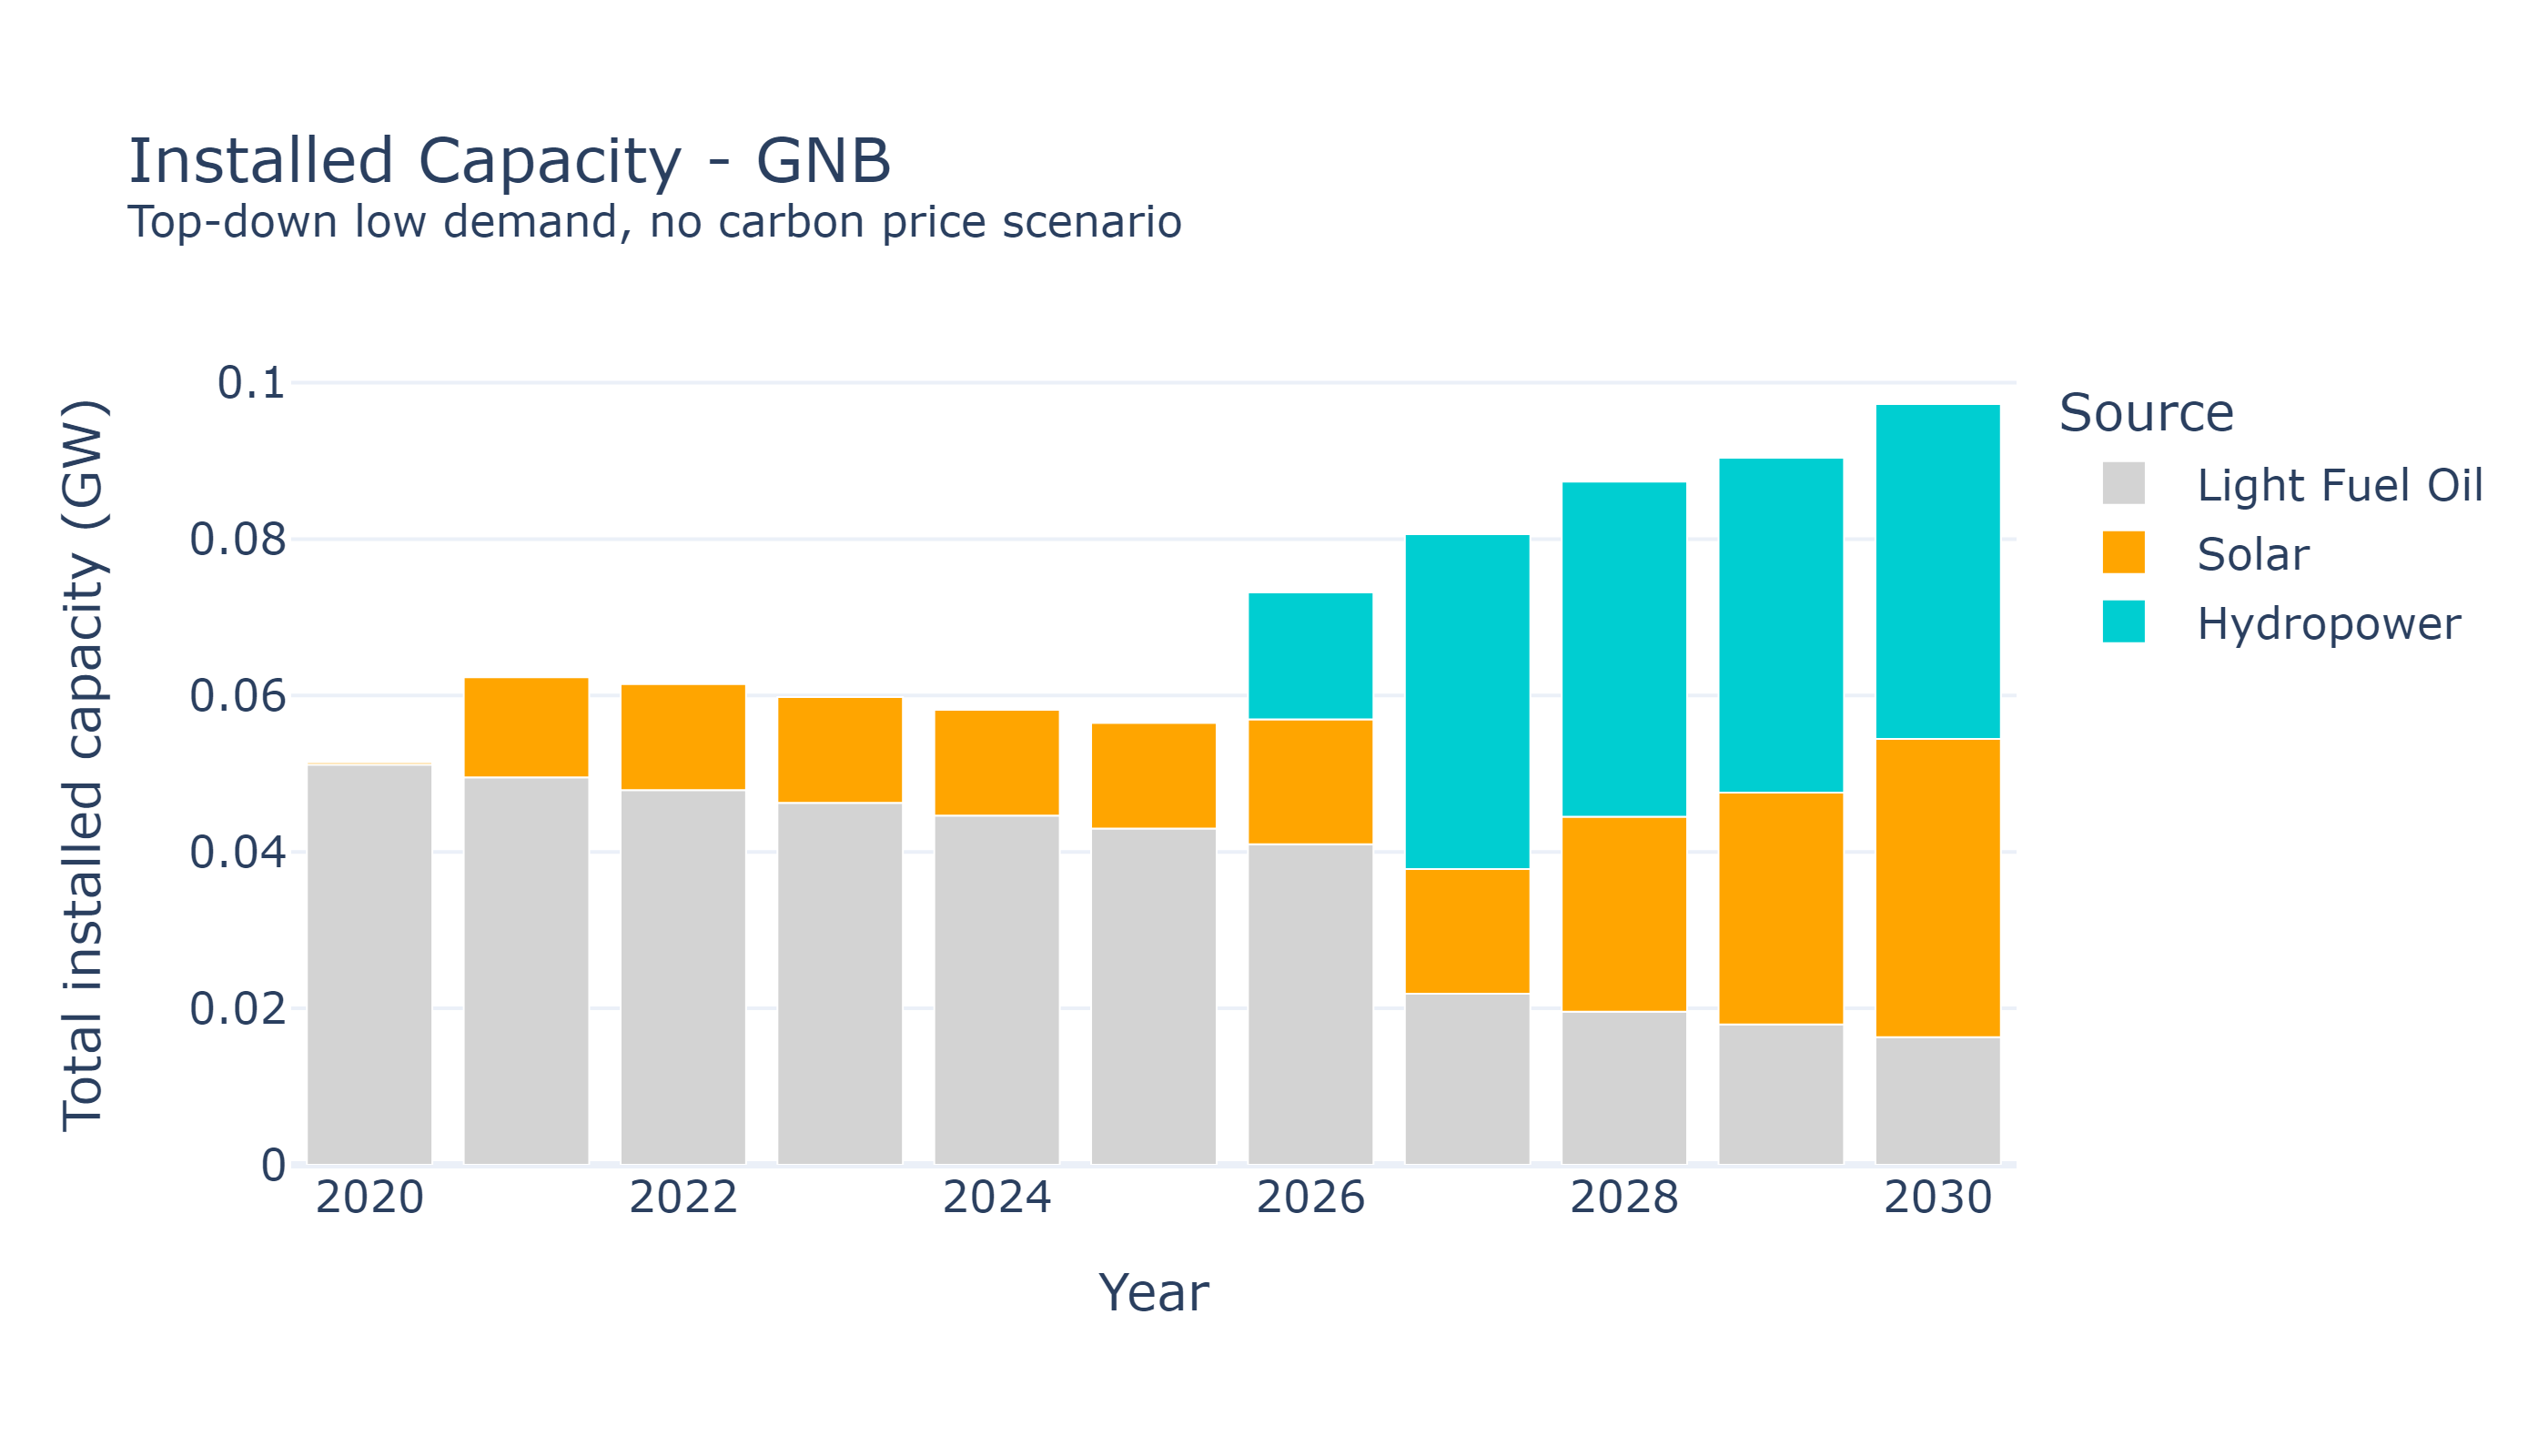 Installed Capacity - GNB
Top-down low demand, no carbon price scenario
Total installed capacity (GW)
0.1
0.08
0.06
0.04
0.02
0
2020
2022
2024
2026
2028
2030
Year
Source
Light Fuel Oil
Solar
Hydropower